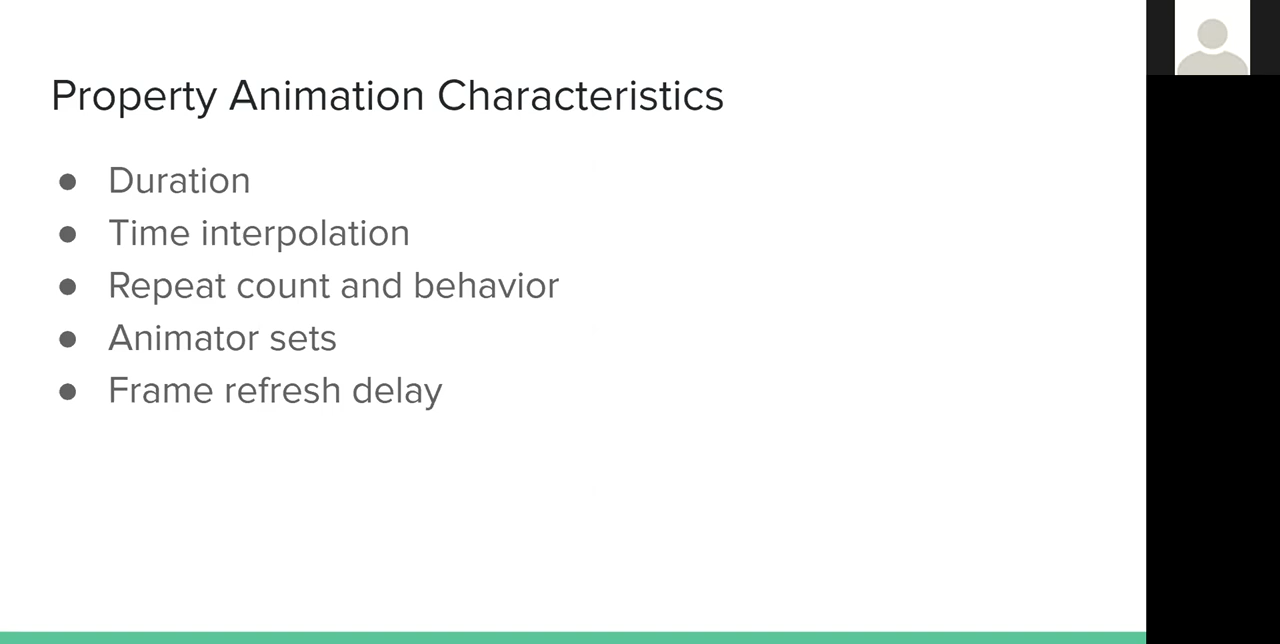 Property Animation Characteristics
● Duration
● Time interpolation
● Repeat count and behavior
● Animator sets
● Frame refresh delay